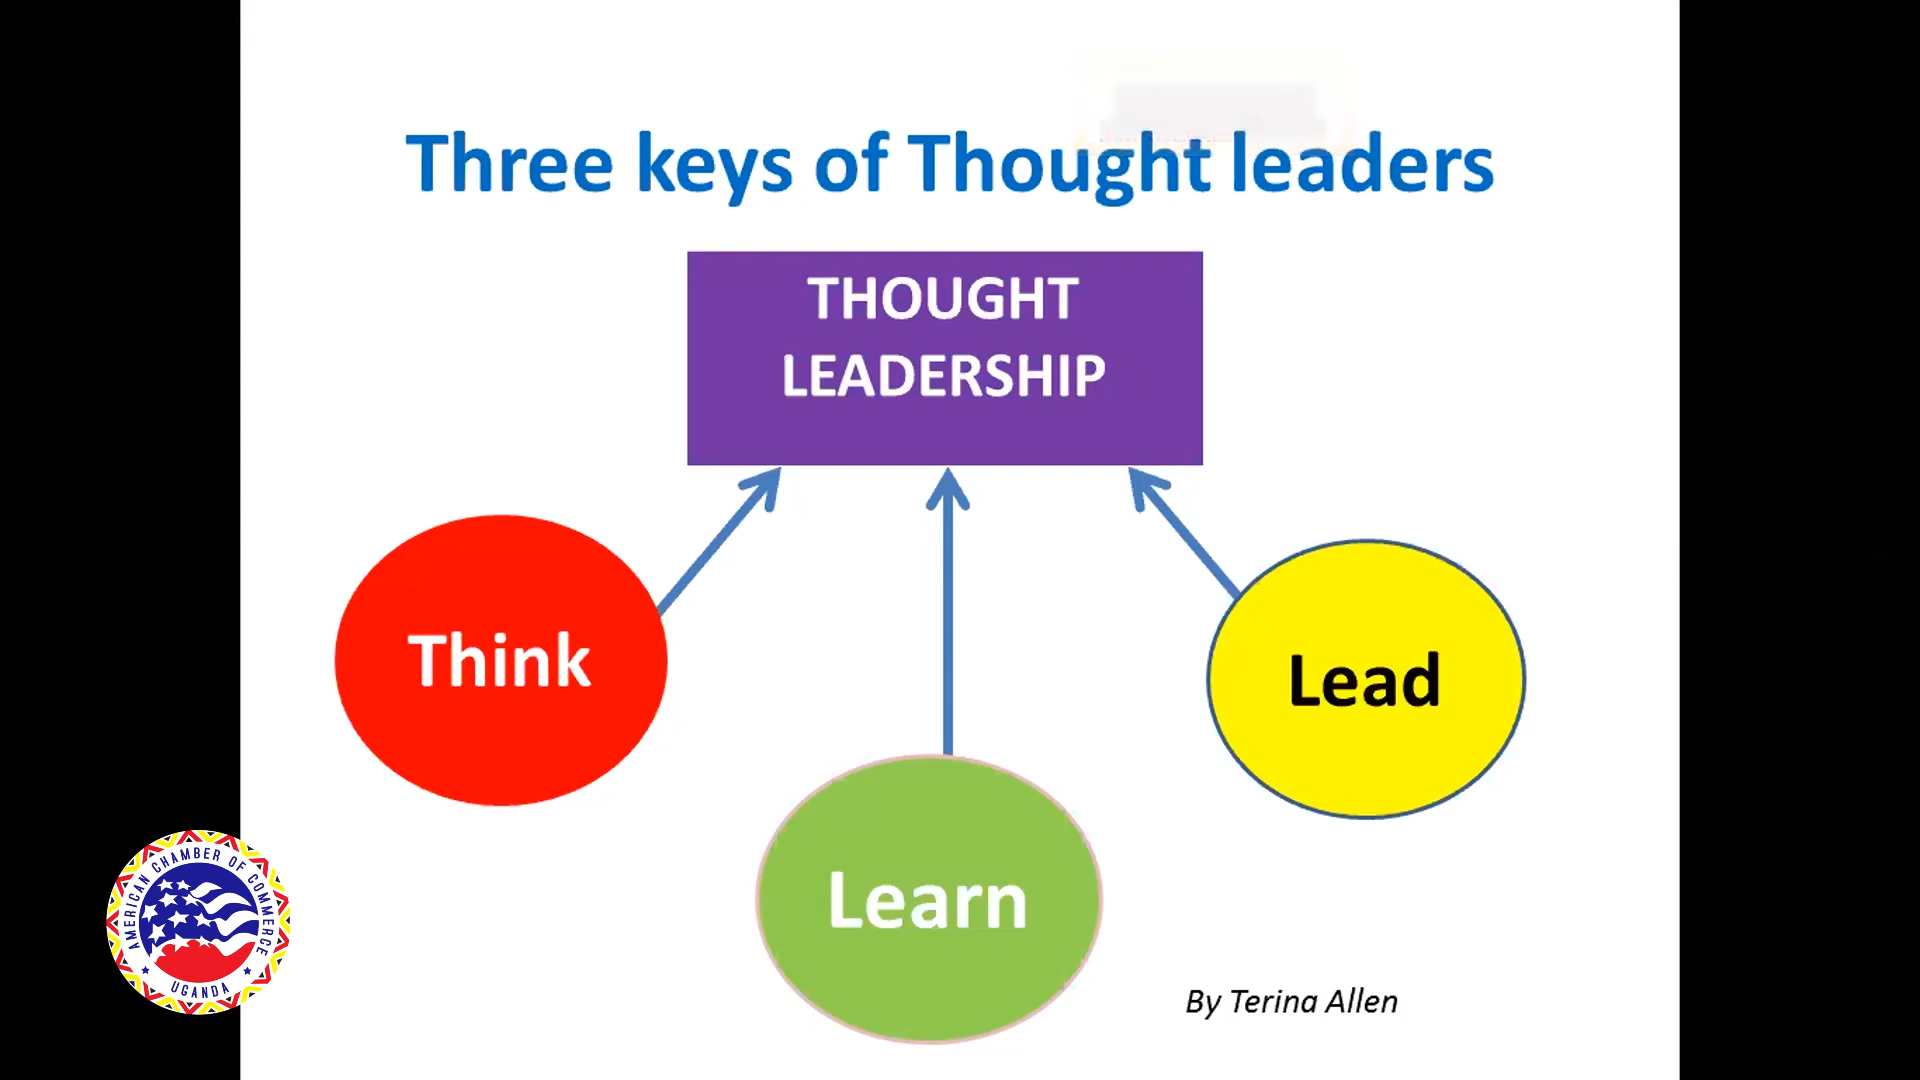 Three keys of Thought leaders
THOUGHT
LEADERSHIP
Think
Lead
Learn
AMERICAN CHAMBER OF COMMERCE
UGANDA
By Terina Allen